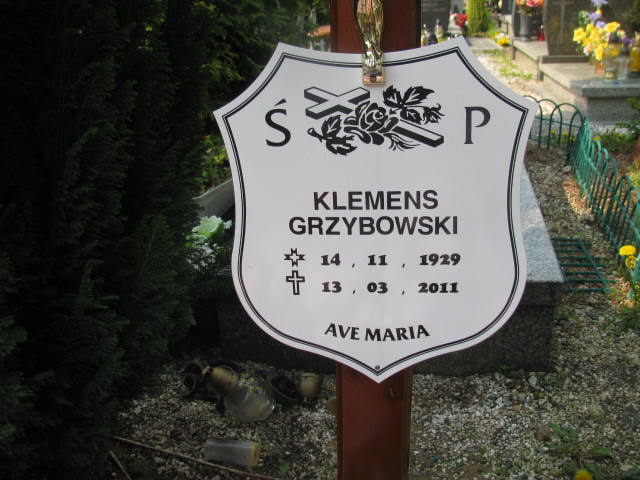 Ś P
KLEMENS
GRZYBOWSKI
14 . 11 . 1929
13 . 03 . 2011
AVE MARIA